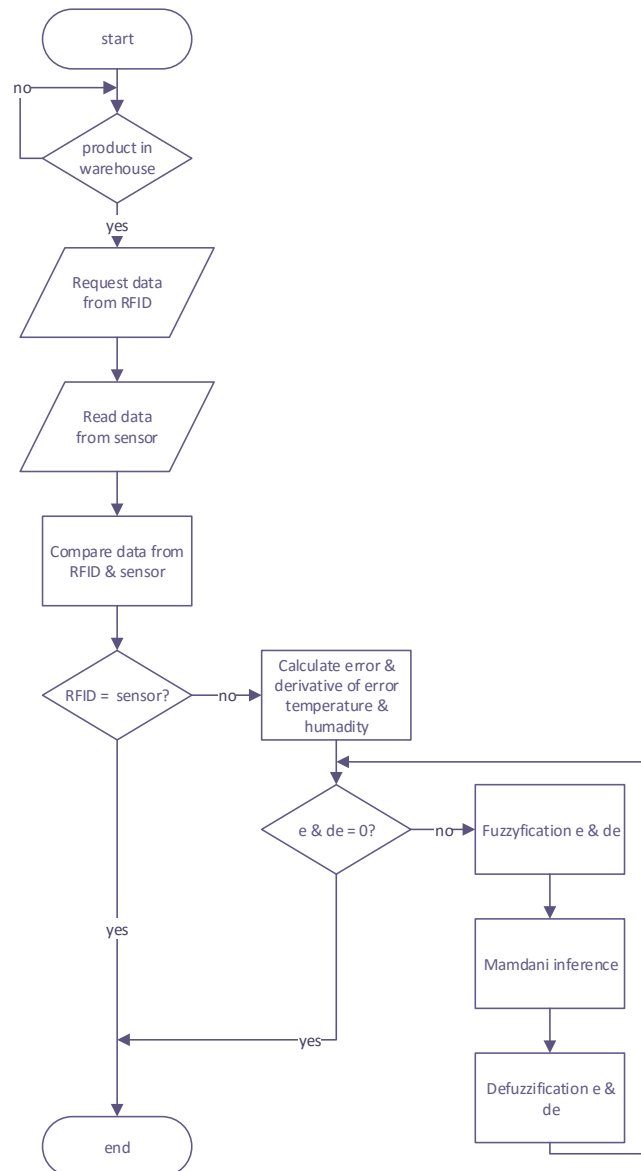 start
no
product in
warehouse
yes
Request data
from RFID
Read data
from sensor
Compare data from
RFID & sensor
RFID = sensor?
no
Calculate error &
derivative of error
temperature &
humadity
e & de = 0?
no
Fuzzyfication e & de
Mamdani inference
yes
yes
Defuzzification e &
de
end